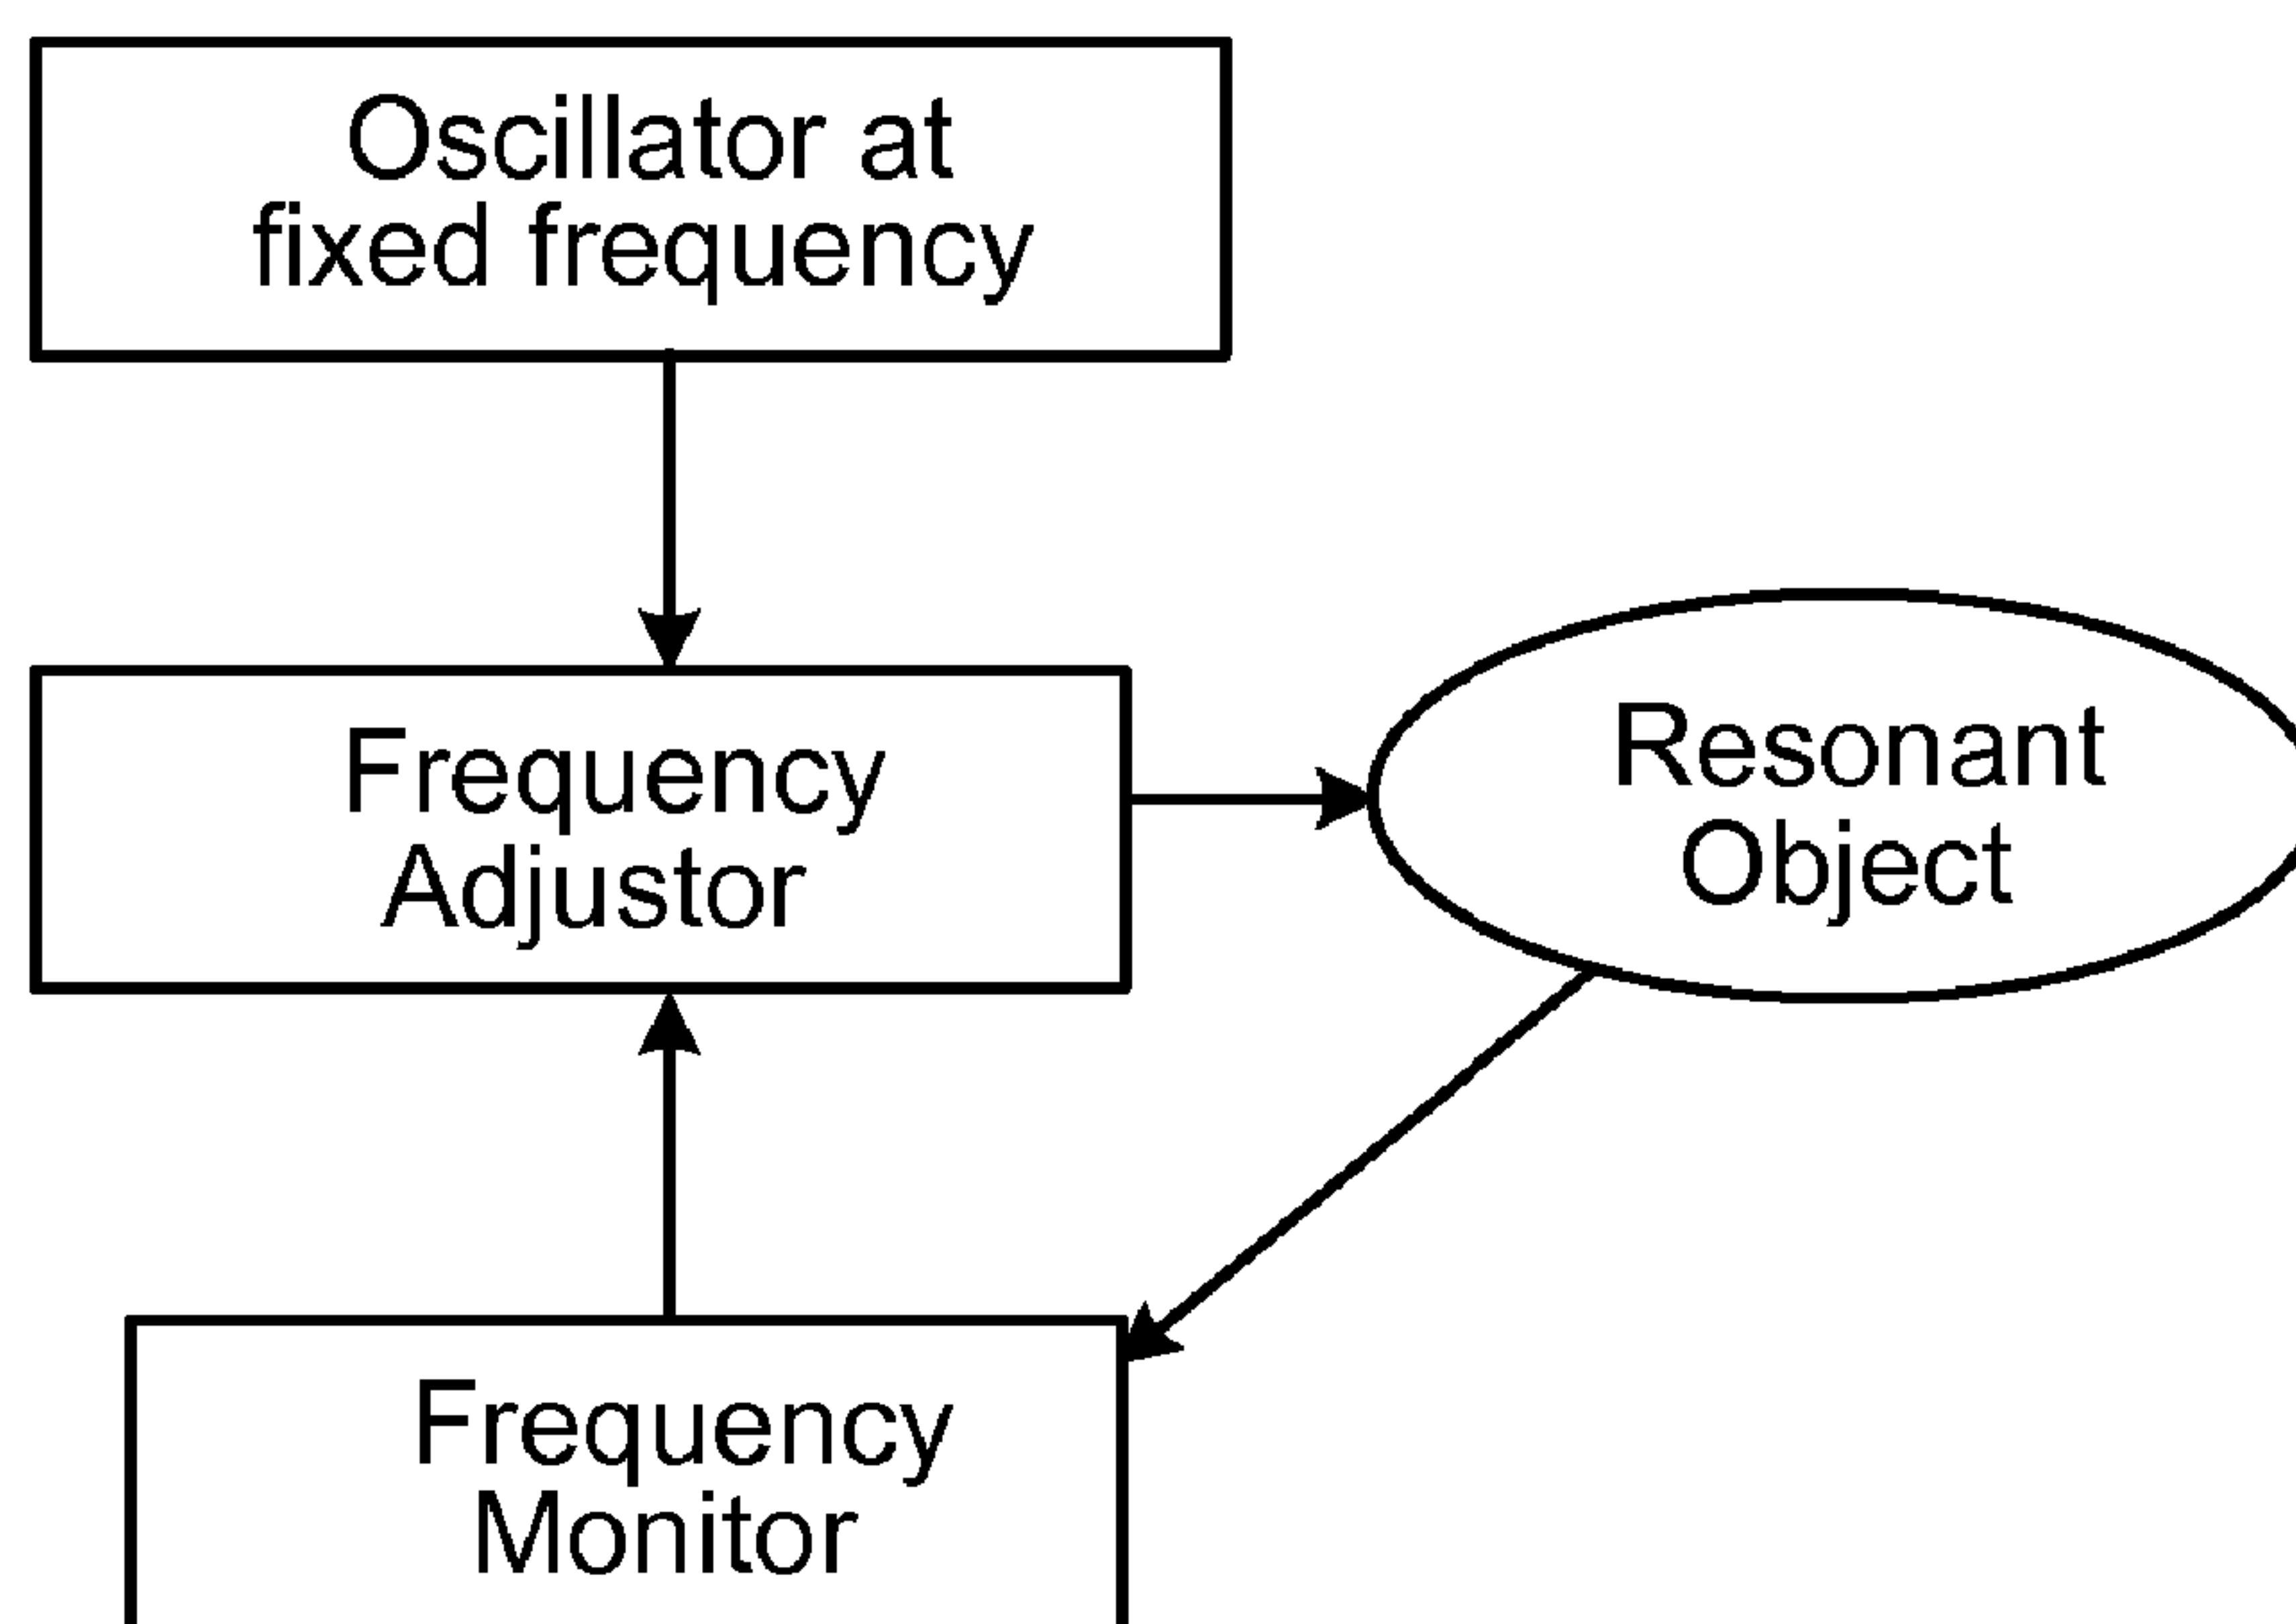 Oscillator at
fixed frequency
Frequency
Adjustor
Resonant
Object
Frequency
Monitor